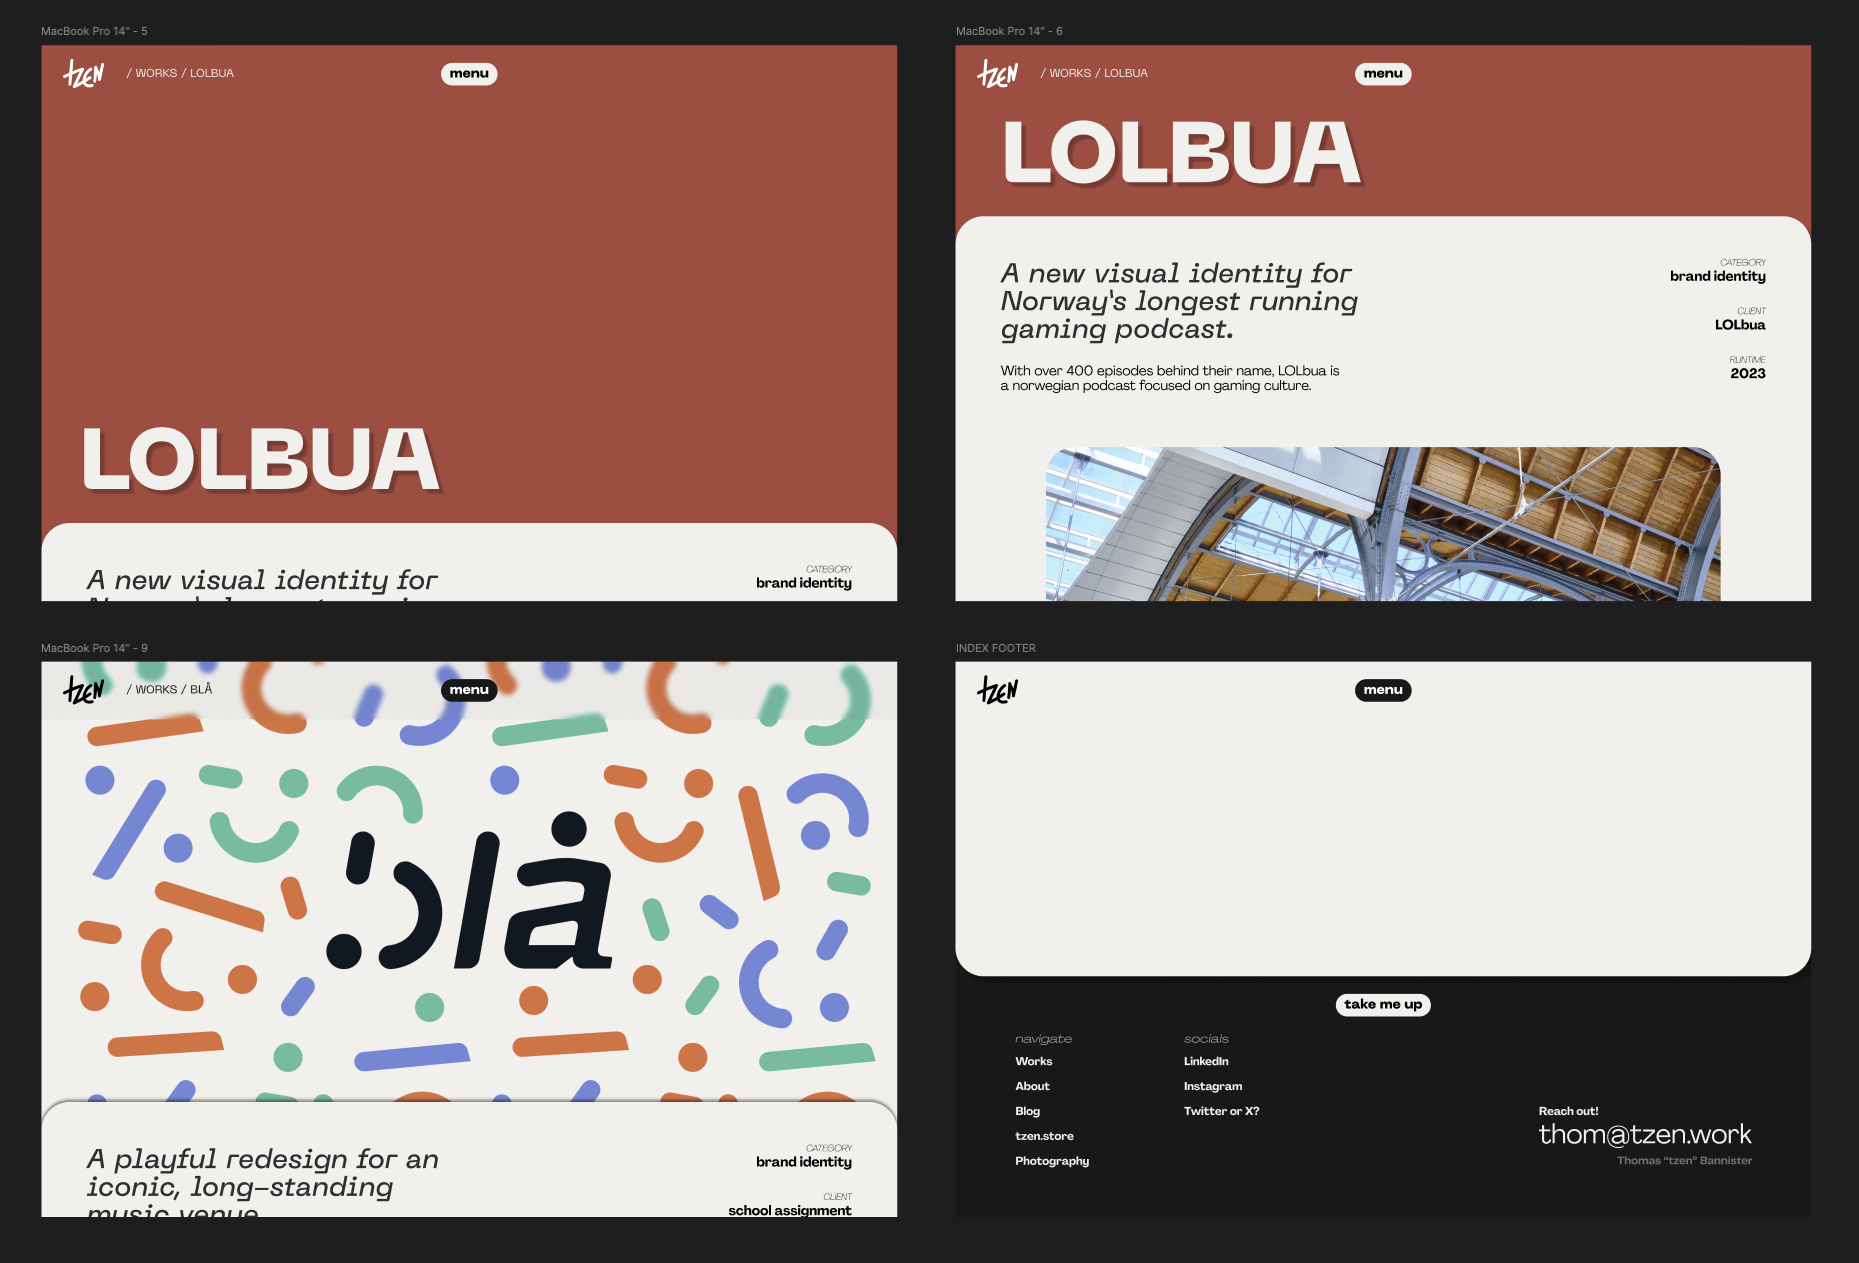 MacBook Pro 14" - 5
tzen
/ WORKS / LOLBUA
menu
LOLBUA
A new visual identity for
CATEGORY
brand identity
MacBook Pro 14" - 6
tzen
/ WORKS / LOLBUA
menu
LOLBUA
A new visual identity for
Norway's longest running
gaming podcast.
With over 400 episodes behind their name, LOLbua is
a norwegian podcast focused on gaming culture.
CATEGORY
brand identity
CLIENT
LOLbua
RUNTIME
2023
MacBook Pro 14" - 9
tzen
/ WORKS / BLÅ
menu
blå
A playful redesign for an
iconic, long-standing
music venue
CATEGORY
brand identity
CLIENT
school assignment
INDEX FOOTER
tzen
menu
take me up
navigate
Works
About
Blog
tzen.store
Photography
socials
LinkedIn
Instagram
Twitter or X?
Reach out!
thom@tzen.work
Thomas “tzen” Bannister